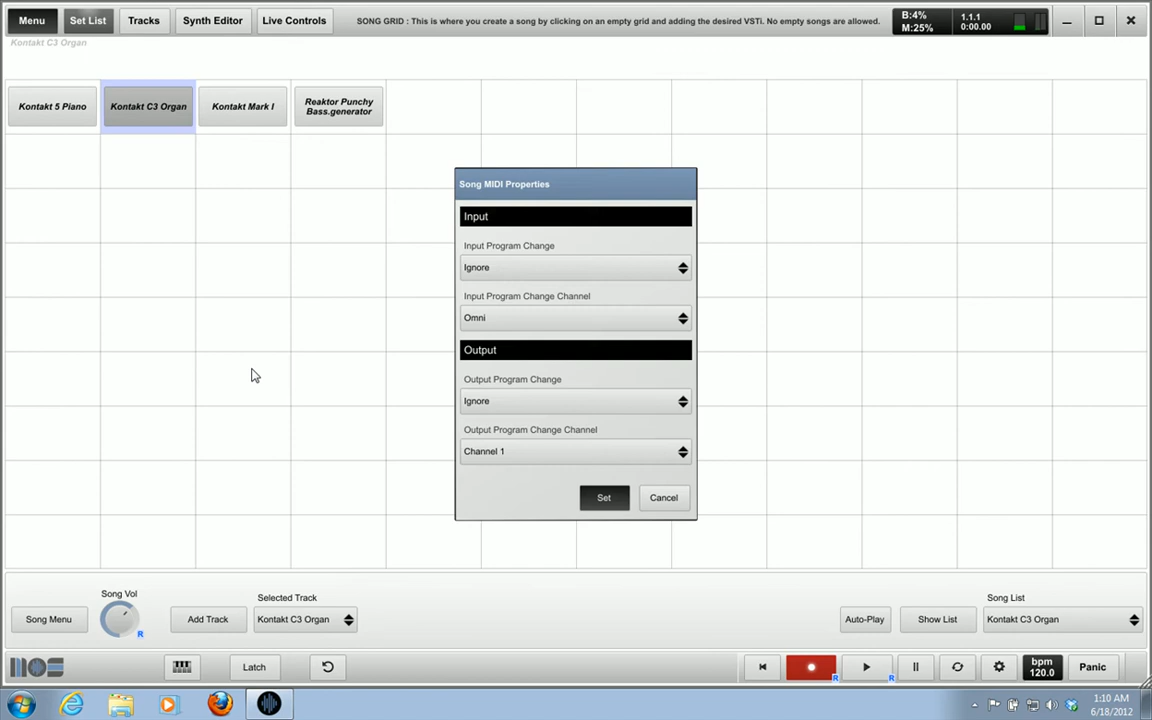 Menu
Set List
Tracks
Synth Editor
Live Controls
SONG GRID : This is where you create a song by clicking on an empty grid and adding the desired VSTi. No empty songs are allowed.
B:4%
M:25%
1.1.1
0:00.00
Kontakt C3 Organ
Kontakt 5 Piano
Kontakt C3 Organ
Kontakt Mark I
Reaktor Punchy
Bass.generator
Song MIDI Properties
Input
Input Program Change
Ignore
Input Program Change Channel
Omni
Output
Output Program Change
Ignore
Output Program Change Channel
Channel 1
Set
Cancel
Song Menu
Song Vol
R
Add Track
Selected Track
Kontakt C3 Organ
Auto-Play
Show List
Song List
Kontakt C3 Organ
nos
Latch
R
R
bpm
120.0
Panic
1:10 AM
6/18/2012